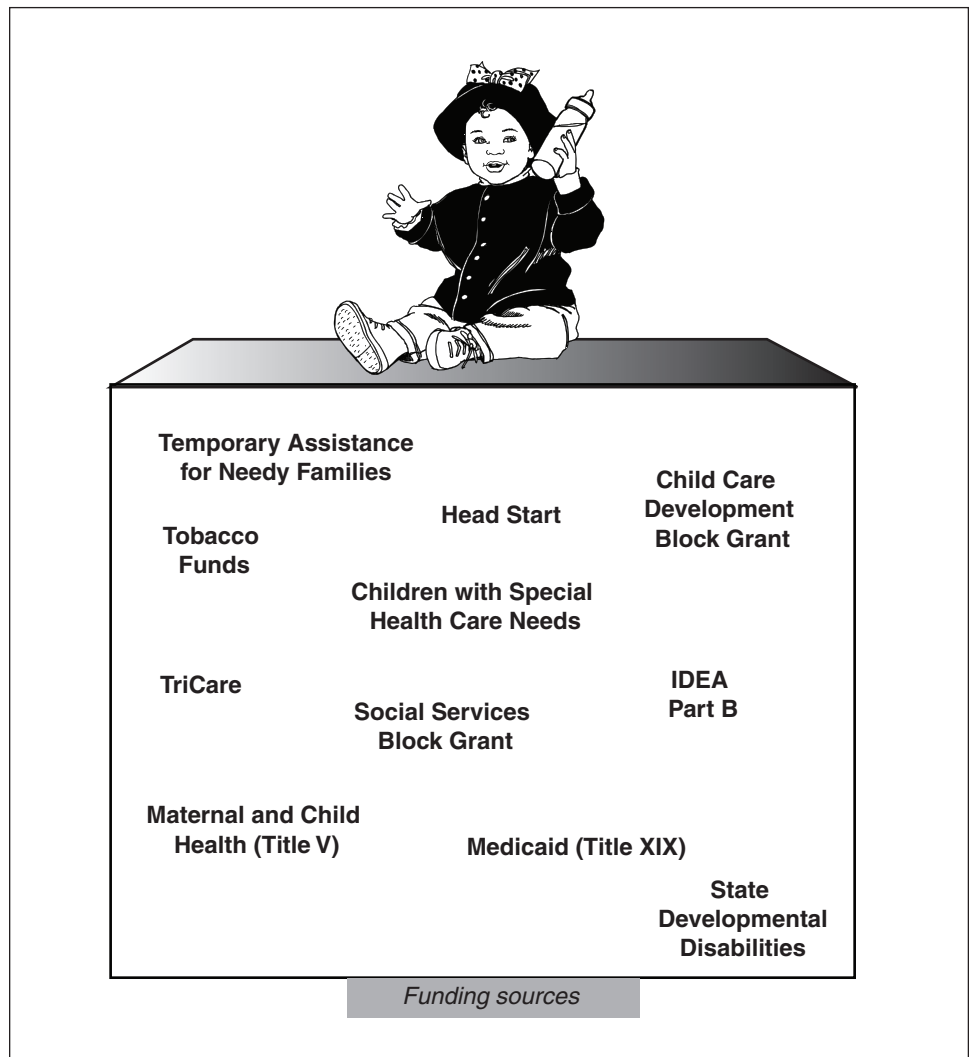 Temporary Assistance
for Needy Families
Head Start
Child Care
Development
Block Grant
Tobacco
Funds
Children with Special
Health Care Needs
TriCare
Social Services
Block Grant
IDEA
Part B
Maternal and Child
Health (Title V)
Medicaid (Title XIX)
State
Developmental
Disabilities
Funding sources